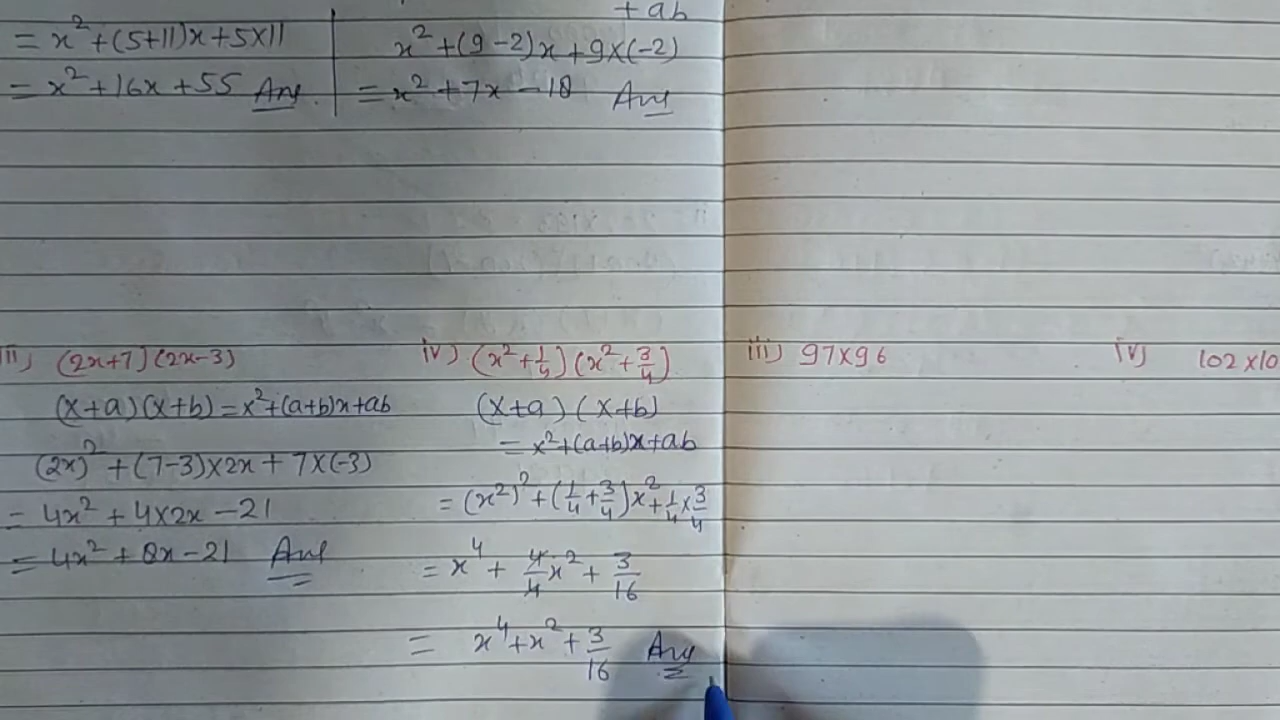 +ab
= x² + (5+11)x + 5×11
= x² + 16x + 55 Ans.
x² + (9-2)x + 9×(-2)
= x² + 7x - 18 Ans
ii) (2x+7)(2x-3)
(x+a)(x+b) = x²+(a+b)x+ab
(2x)² + (7-3)×2x + 7×(-3)
= 4x² + 4×2x - 21
= 4x² + 8x - 21 Ans
iv) (x²+1/4)(x²+3/4)
(x+a)(x+b)
= x²+(a+b)x+ab
= (x²)² + (1/4+3/4)x² + 1/4×3/4
= x⁴ + 4/4x² + 3/16
= x⁴+x²+3/16 Ans
iii) 97×96
iv) 102×10